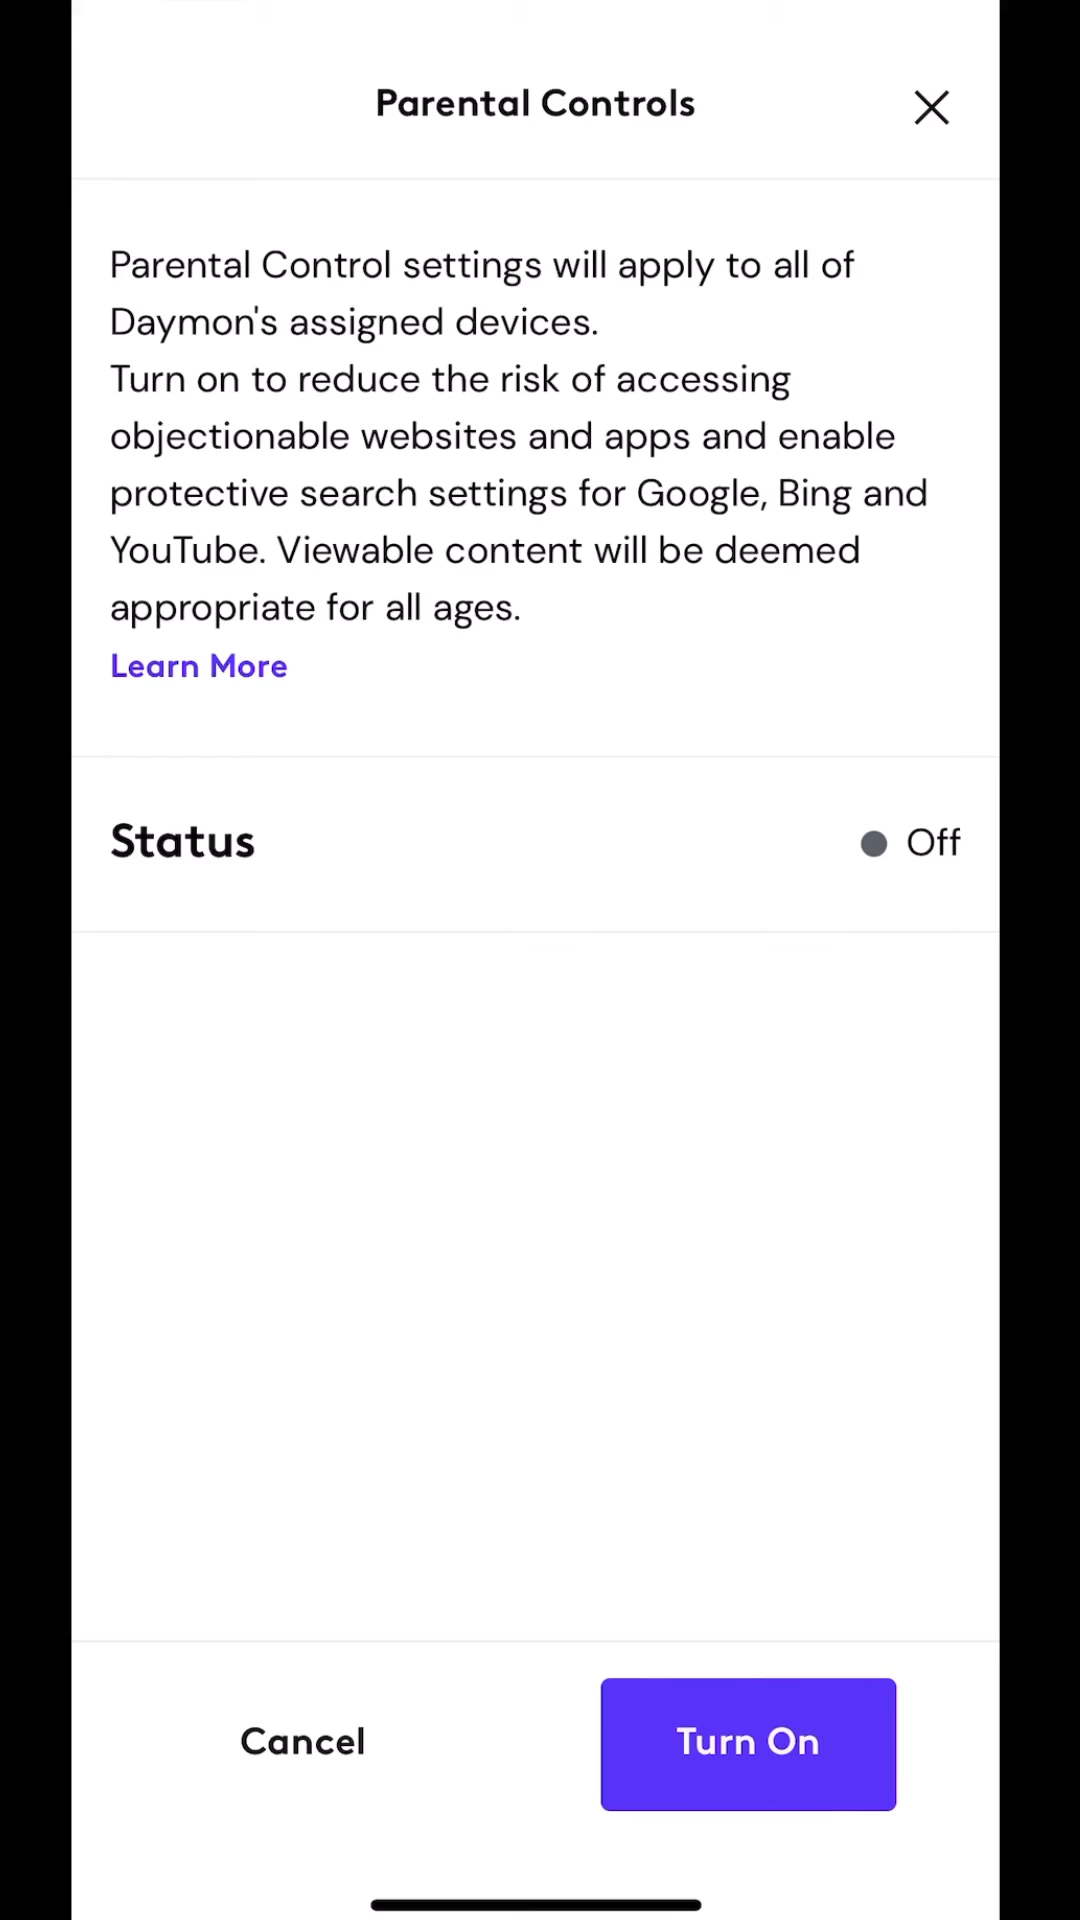 Parental Controls
Parental Control settings will apply to all of
Daymon's assigned devices.
Turn on to reduce the risk of accessing
objectionable websites and apps and enable
protective search settings for Google, Bing and
YouTube. Viewable content will be deemed
appropriate for all ages.
Learn More
Status
Off
Cancel
Turn On